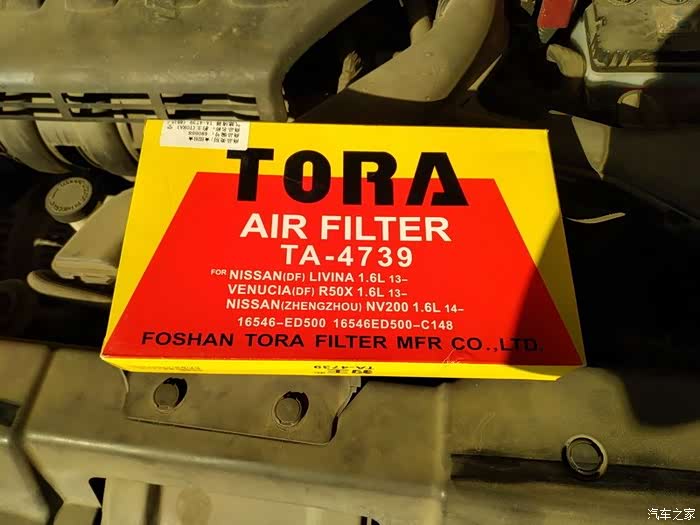 TORA
AIR FILTER
TA-4739
FOR NISSAN(DF) LIVINA 1.6L 13–
VENUCIA(DF) R50X 1.6L 13–
NISSAN(ZHENGZHOU) NV200 1.6L 14–
16546–ED500 16546ED500–C148
FOSHAN TORA FILTER MFR CO.,LTD.
TA-4739
汽车之家